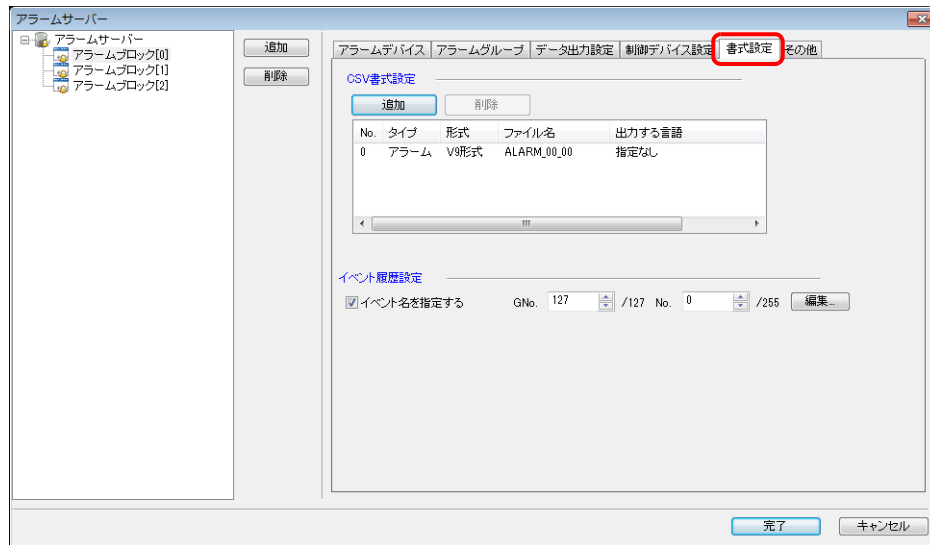 アラームサーバー
アラームサーバー
アラームブロック[0]
アラームブロック[1]
アラームブロック[2]
追加
削除
アラームデバイス アラームグループ データ出力設定 制御デバイス設定 書式設定 その他
CSV書式設定
追加 削除
No. タイプ 形式 ファイル名 出力する言語
0 アラーム V9形式 ALARM_00_00 指定なし
イベント履歴設定
イベント名を指定する GNo. 127 /127 No. 0 /255 編集...
完了 キャンセル